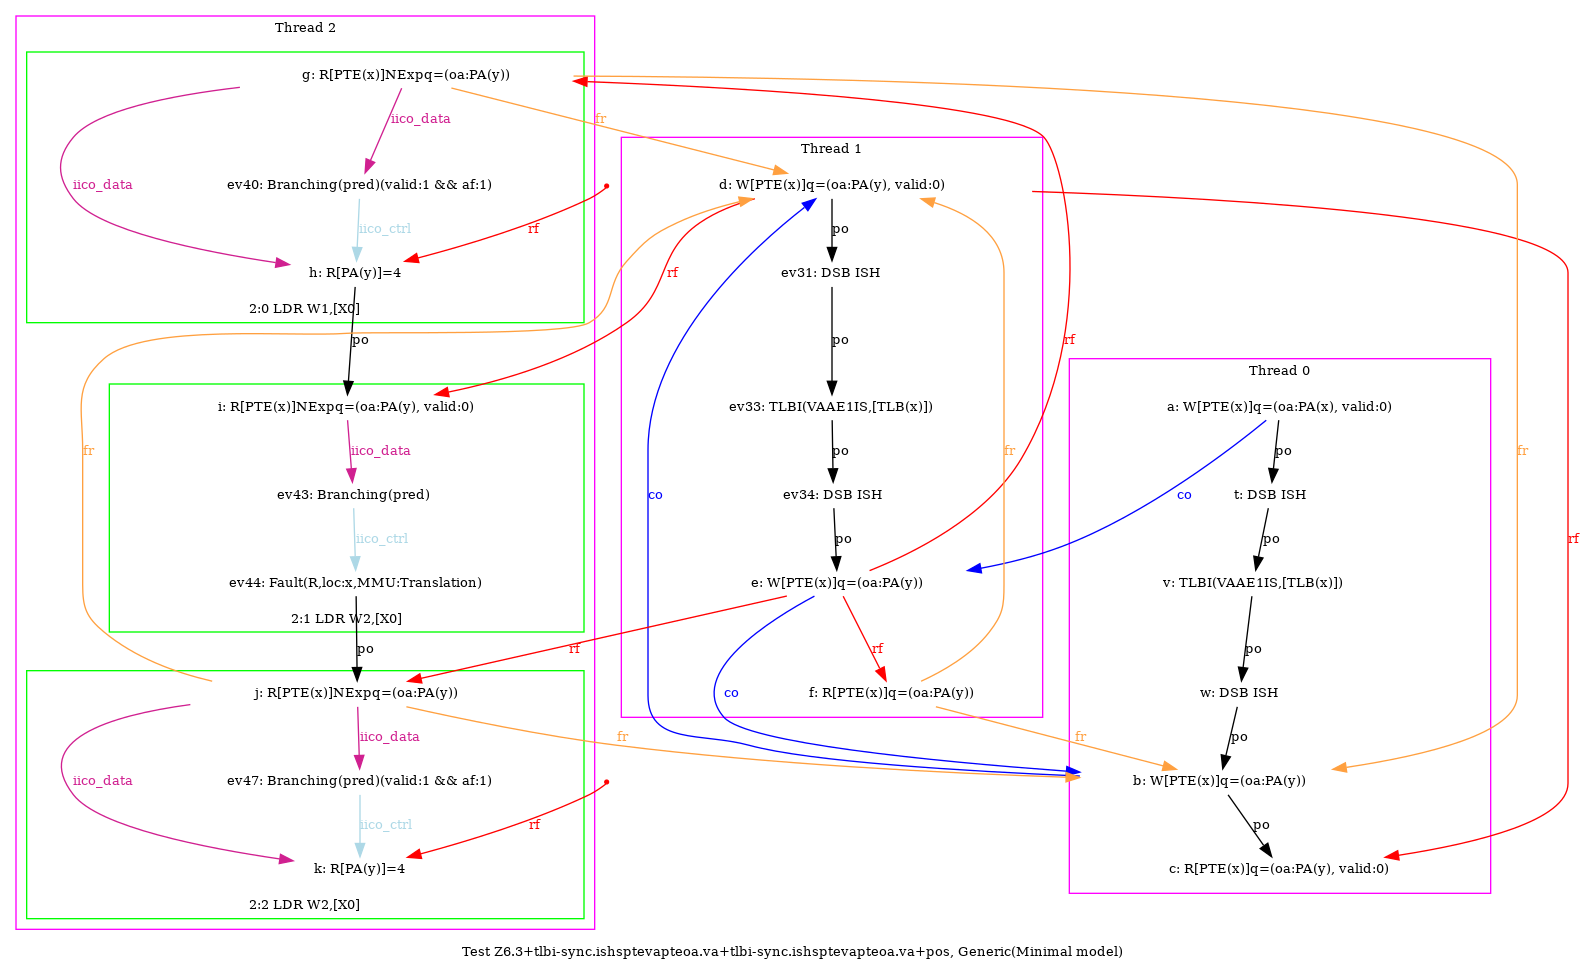 Thread 2
g: R[PTE(x)]NExpq=(oa:PA(y))
fr
iico_data
Thread 1
iico_data
ev40: Branching(pred)(valid:1 && af:1)
d: W[PTE(x)]q=(oa:PA(y), valid:0)
iico_ctrl
rf
po
h: R[PA(y)]=4
rf
ev31: DSB ISH
2:0 LDR W1,[X0]
po
po
rf
Thread 0
i: R[PTE(x)]NExpq=(oa:PA(y), valid:0)
ev33: TLBI(VAAE1IS,[TLB(x)])
a: W[PTE(x)]q=(oa:PA(x), valid:0)
fr
iico_data
po
fr
po
fr
ev43: Branching(pred)
co
ev34: DSB ISH
co
t: DSB ISH
iico_ctrl
po
po
rf
ev44: Fault(R,loc:x,MMU:Translation)
e: W[PTE(x)]q=(oa:PA(y))
v: TLBI(VAAE1IS,[TLB(x)])
2:1 LDR W2,[X0]
po
rf
rf
po
j: R[PTE(x)]NExpq=(oa:PA(y))
co
f: R[PTE(x)]q=(oa:PA(y))
w: DSB ISH
iico_data
fr
fr
po
iico_data
ev47: Branching(pred)(valid:1 && af:1)
b: W[PTE(x)]q=(oa:PA(y))
iico_ctrl
rf
po
k: R[PA(y)]=4
c: R[PTE(x)]q=(oa:PA(y), valid:0)
2:2 LDR W2,[X0]
Test Z6.3+tlbi-sync.ishsptevapteoa.va+tlbi-sync.ishsptevapteoa.va+pos, Generic(Minimal model)